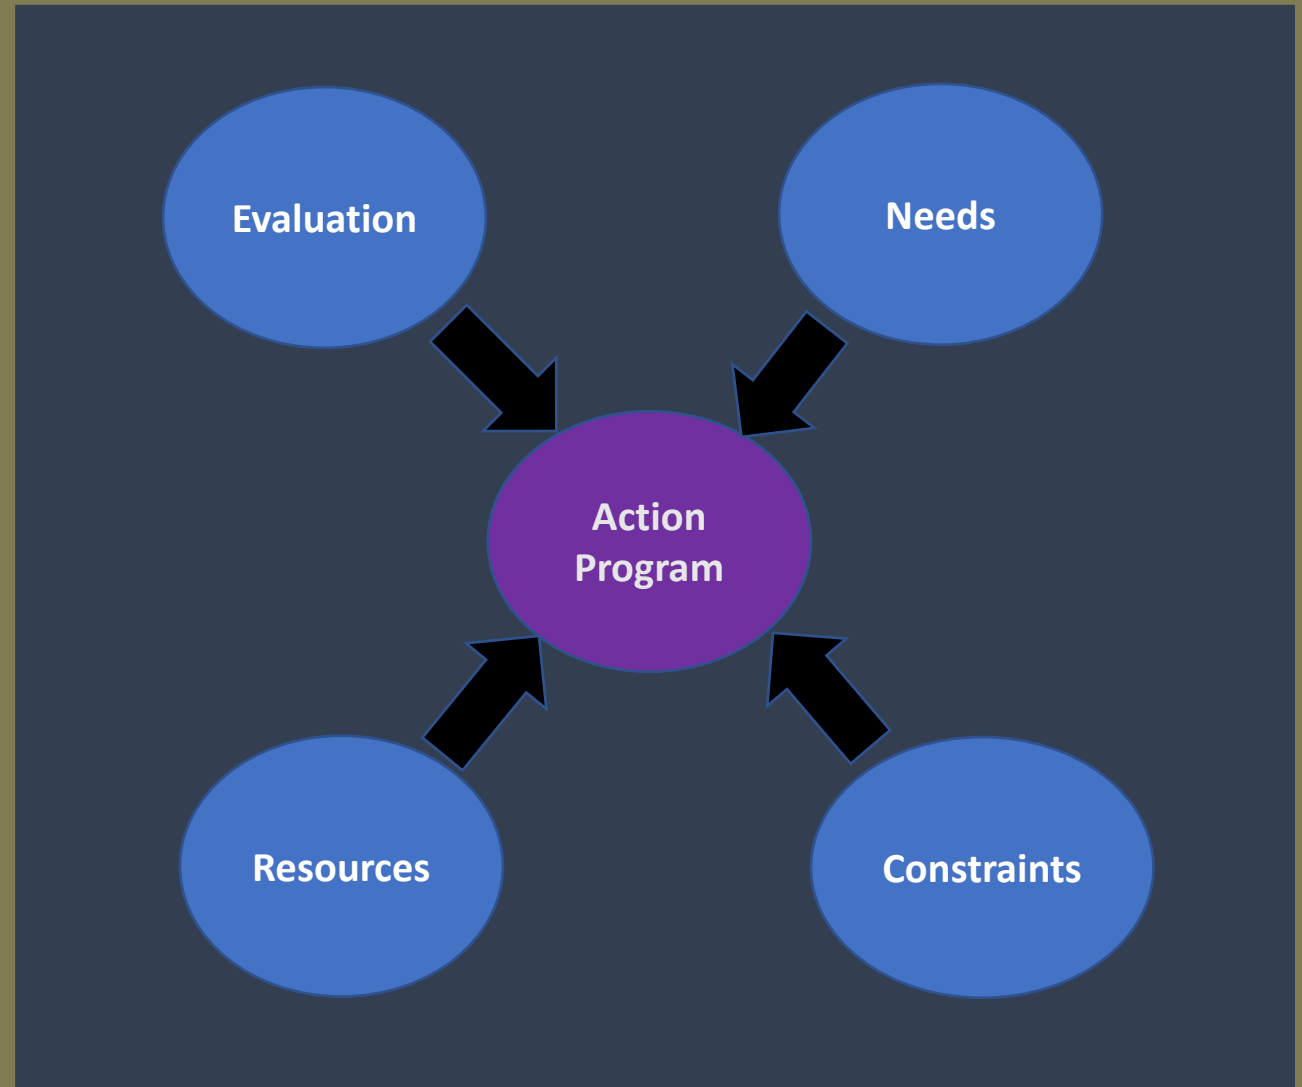 Evaluation
Needs
Action
Program
Resources
Constraints